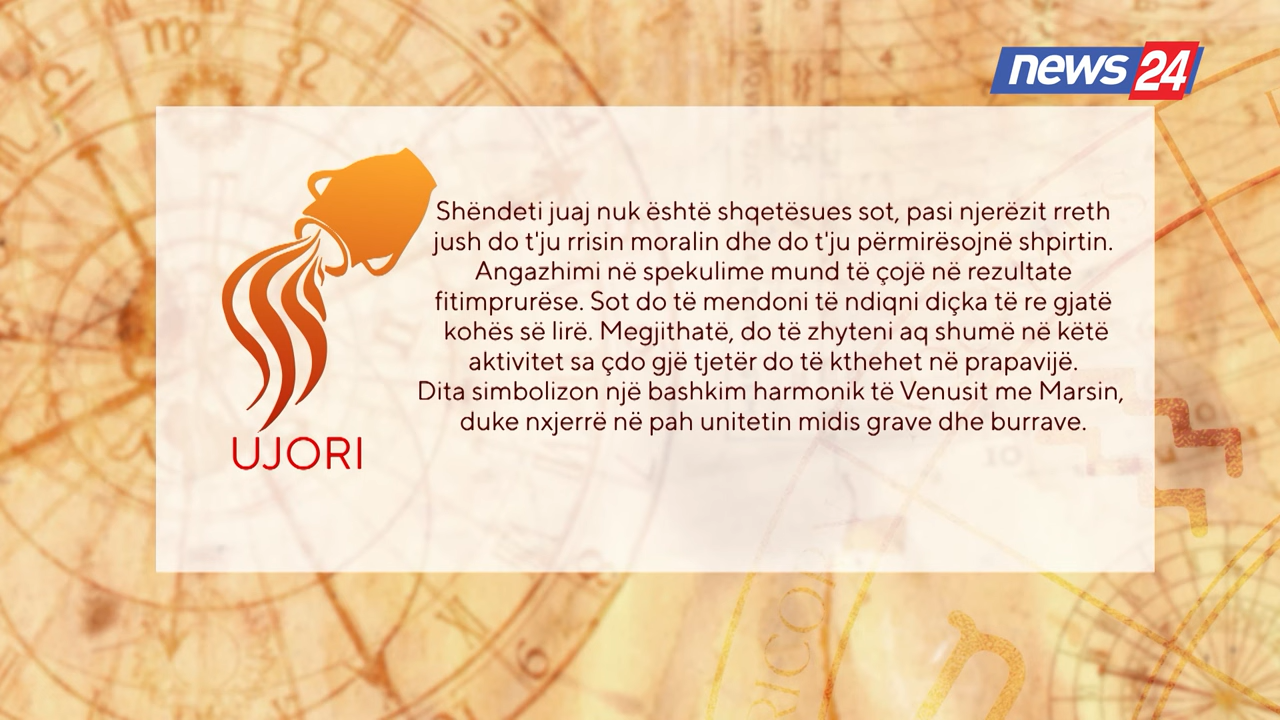 news 24
Shëndeti juaj nuk është shqetësues sot, pasi njerëzit rreth
jush do t'ju rrisin moralin dhe do t'ju përmirësojnë shpirtin.
Angazhimi në spekulime mund të çojë në rezultate
fitimprurëse. Sot do të mendoni të ndiqni diçka të re gjatë
kohës së lirë. Megjithatë, do të zhyteni aq shumë në këtë
aktivitet sa çdo gjë tjetër do të kthehet në prapavijë.
Dita simbolizon një bashkim harmonik të Venusit me Marsin,
duke nxjerrë në pah unitetin midis grave dhe burrave.
UJORI